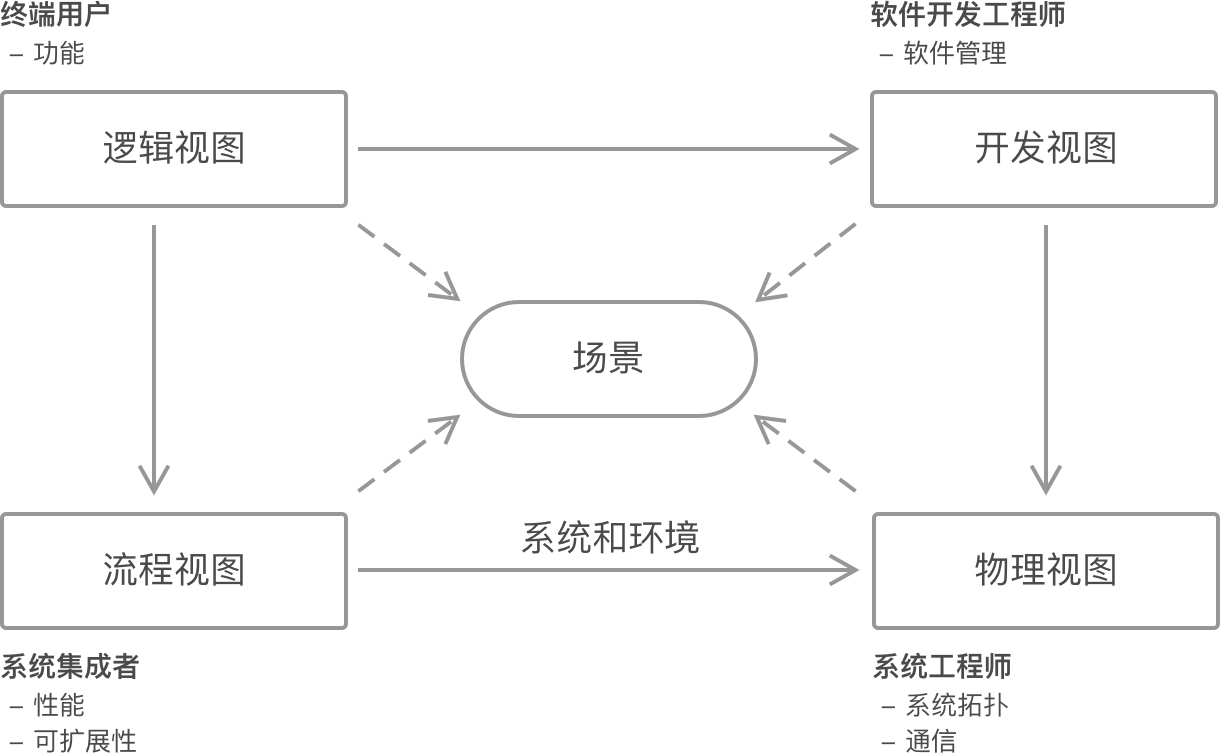 终端用户
– 功能
软件开发工程师
– 软件管理
逻辑视图
开发视图
场景
系统和环境
流程视图
物理视图
系统集成者
– 性能
– 可扩展性
系统工程师
– 系统拓扑
– 通信